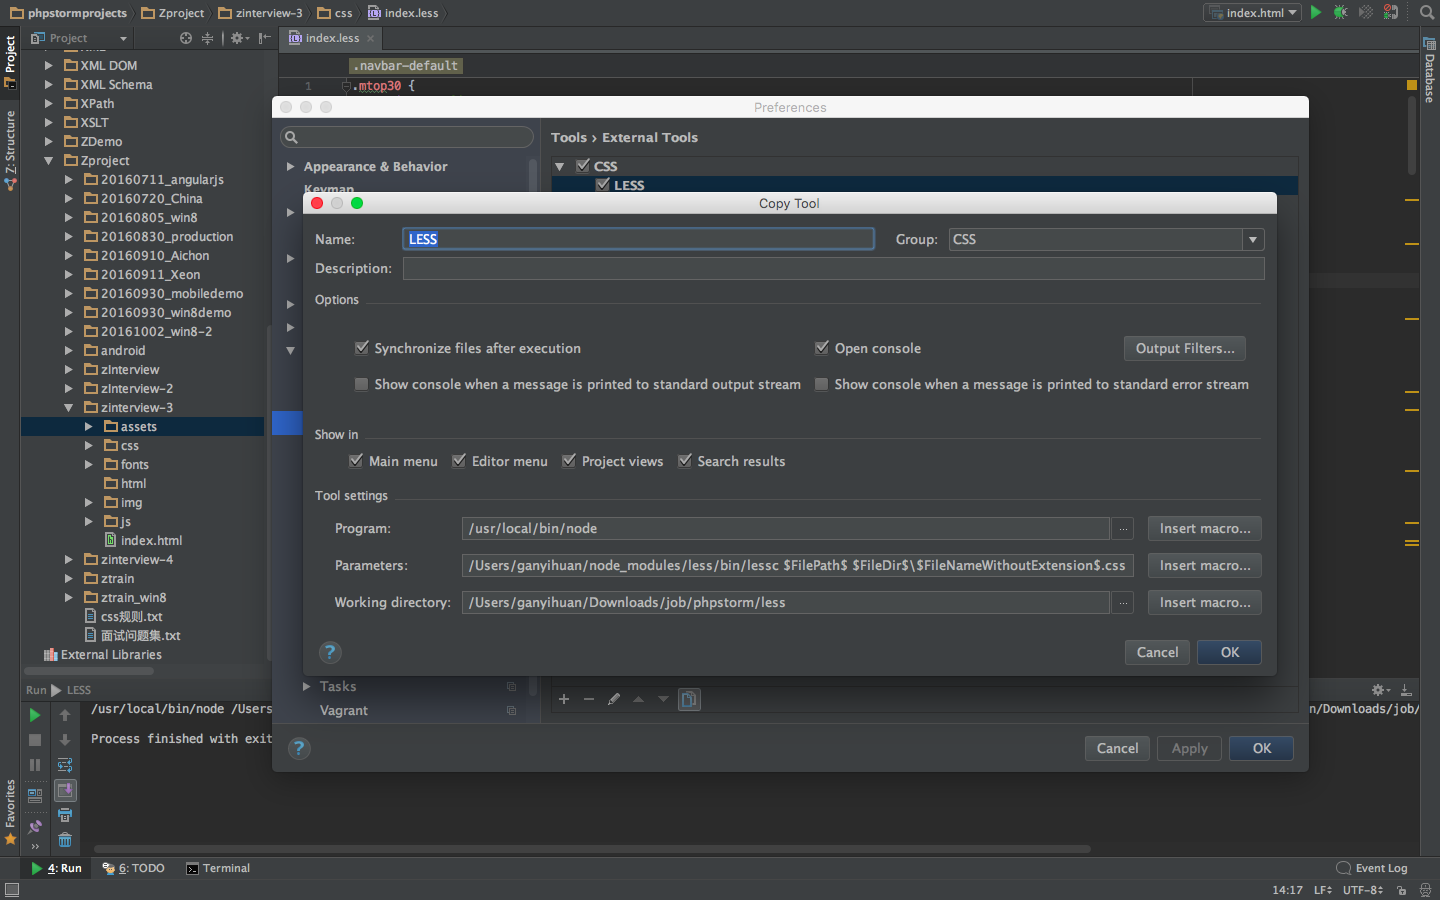 phpstormprojects Zproject zinterview-3 css index.less
index.html
Project
index.less
XML DOM
XML Schema
XPath
XSLT
ZDemo
Zproject
20160711_angularjs
20160720_China
20160805_win8
20160830_production
20160910_Aichon
20160911_Xeon
20160930_mobiledemo
20160930_win8demo
20161002_win8-2
android
zInterview
zInterview-2
zinterview-3
assets
css
fonts
html
img
js
index.html
zinterview-4
ztrain
ztrain_win8
css规则.txt
面试问题集.txt
External Libraries
Project
Z: Structure
Favorites
Database
.navbar-default
1 .mtop30 {
Preferences
Appearance & Behavior
Keymap
Tools › External Tools
CSS
LESS
Copy Tool
Name: LESS Group: CSS
Description:
Options
Synchronize files after execution Open console Output Filters...
Show console when a message is printed to standard output stream Show console when a message is printed to standard error stream
Show in
Main menu Editor menu Project views Search results
Tool settings
Program: /usr/local/bin/node ... Insert macro...
Parameters: /Users/ganyihuan/node_modules/less/bin/lessc $FilePath$ $FileDir$\$FileNameWithoutExtension$.css Insert macro...
Working directory: /Users/ganyihuan/Downloads/job/phpstorm/less ... Insert macro...
? Cancel OK
Tasks
Vagrant
? Cancel Apply OK
Run LESS
/usr/local/bin/node /Users
n/Downloads/job/
Process finished with exit
4: Run 6: TODO Terminal Event Log
14:17 LF UTF-8